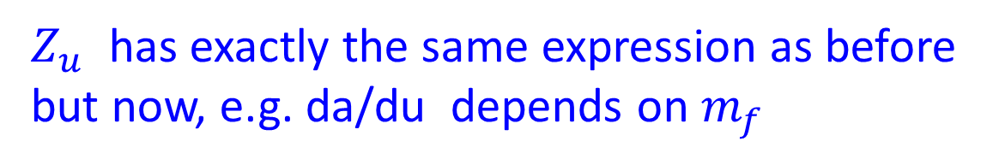 Z_u has exactly the same expression as before
but now, e.g. da/du depends on m_f